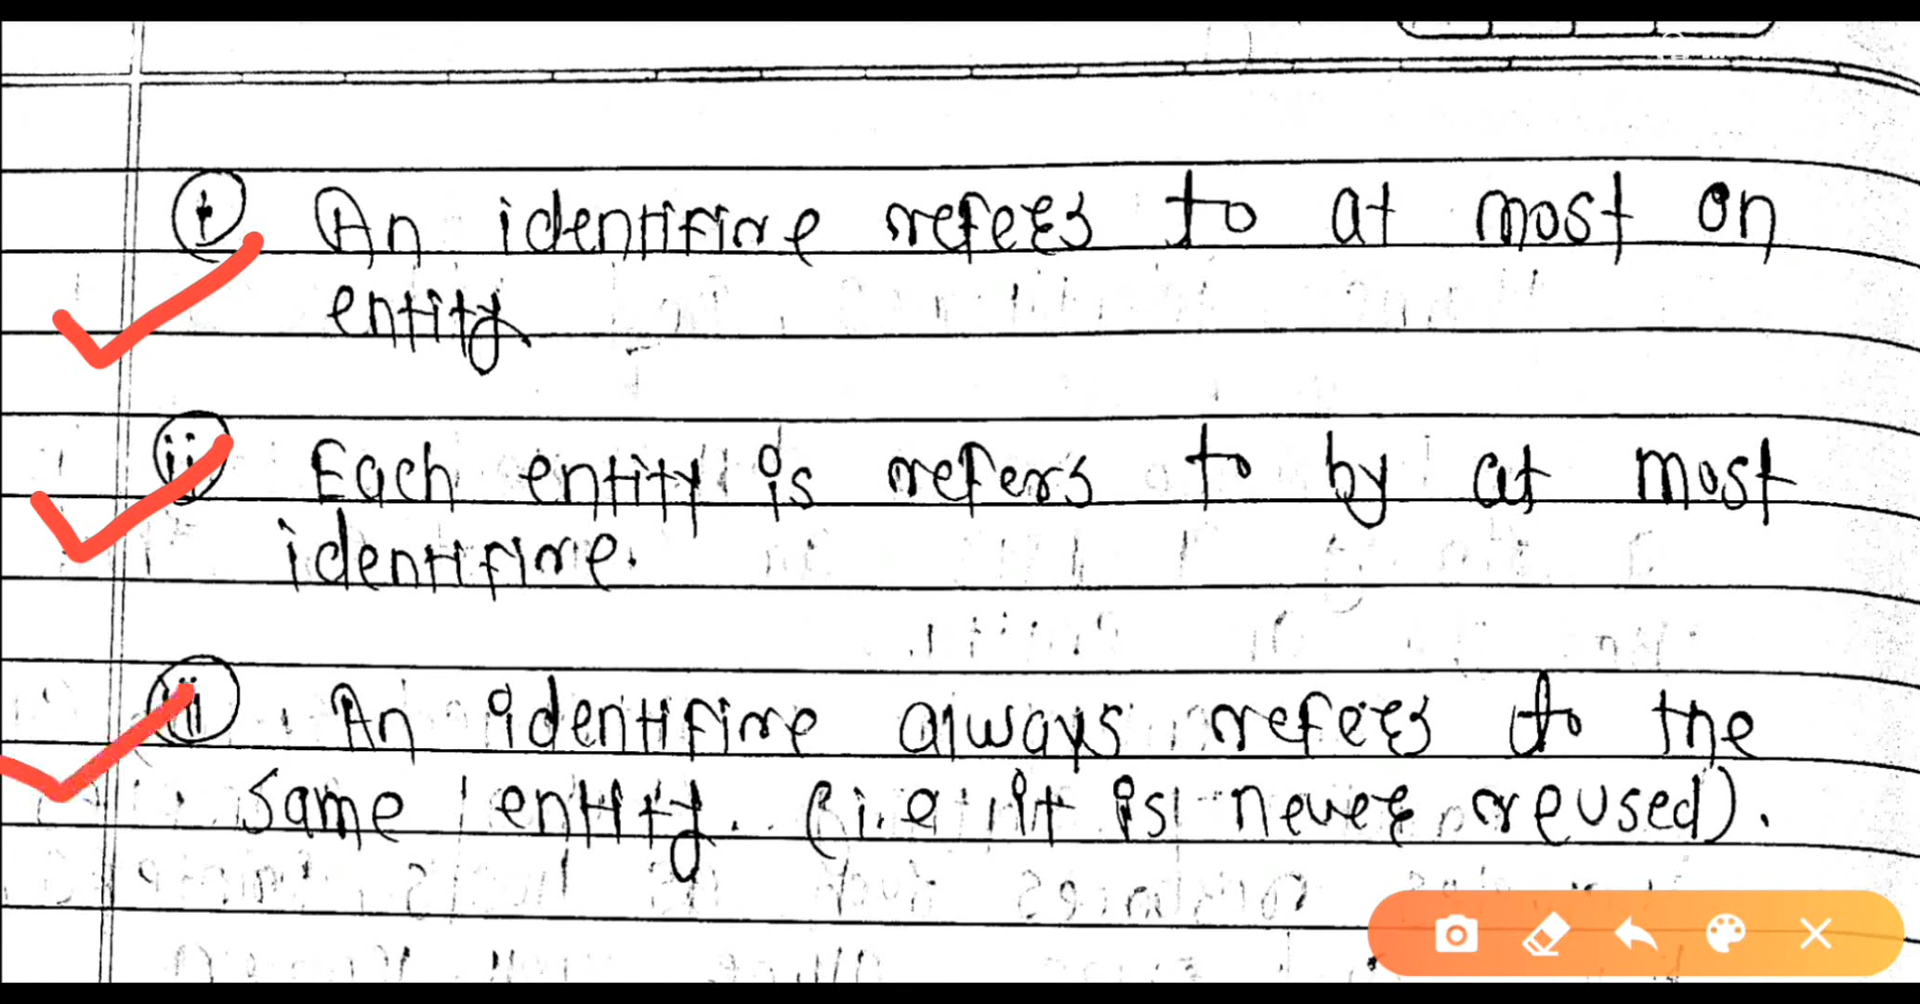 i An identifire refers to at most on
entity
ii Each entity is refers to by at most
identifire.
iii An identifire always refers to the
same entity. (i.e it is never reused).